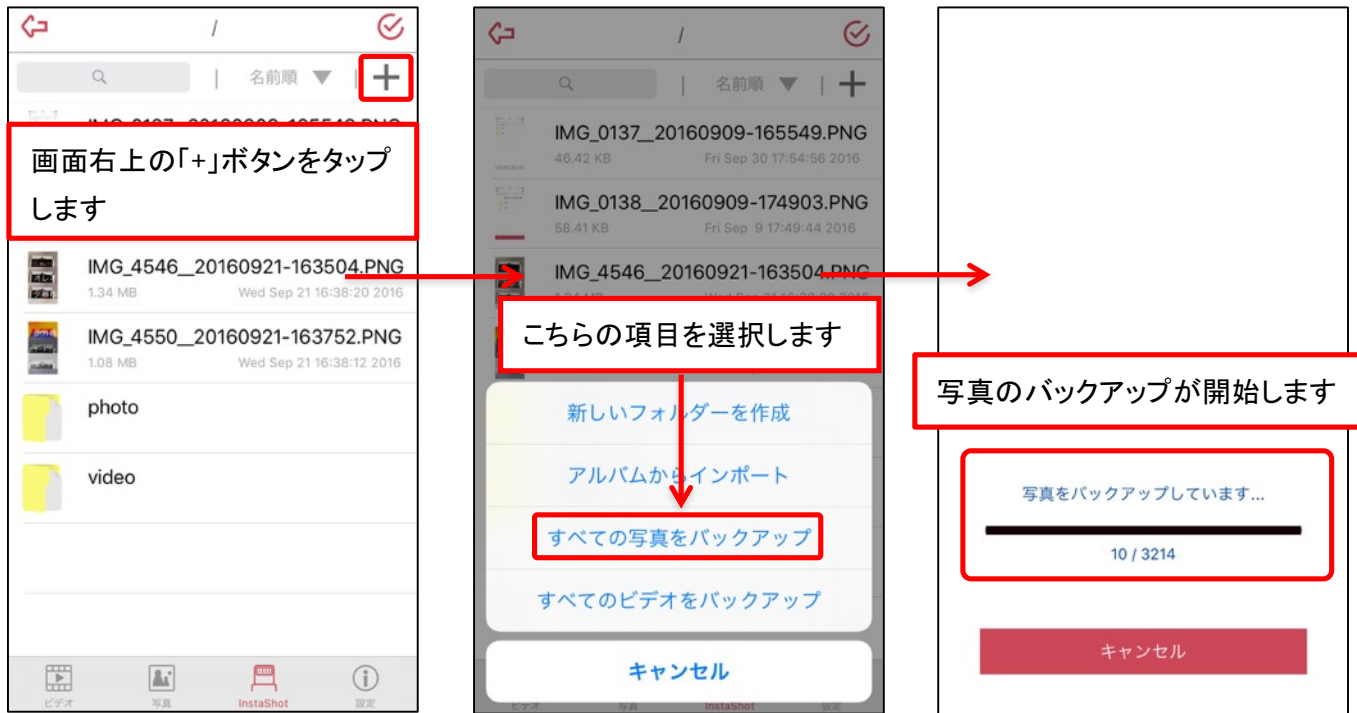 /
名前順 ▼
+
画面右上の「+」ボタンをタップ
します
IMG_4546__20160921-163504.PNG
1.34 MB Wed Sep 21 16:38:20 2016
IMG_4550__20160921-163752.PNG
1.08 MB Wed Sep 21 16:38:12 2016
photo
video
ビデオ 写真 InstaShot 設定
/
名前順 ▼
+
IMG_0137__20160909-165549.PNG
46.42 KB Fri Sep 30 17:54:56 2016
IMG_0138__20160909-174903.PNG
58.41 KB Fri Sep 9 17:49:44 2016
IMG_4546__20160921-163504.PNG
こちらの項目を選択します
新しいフォルダーを作成
アルバムからインポート
すべての写真をバックアップ
すべてのビデオをバックアップ
キャンセル
ビデオ 写真 InstaShot 設定
写真のバックアップが開始します
写真をバックアップしています...
10 / 3214
キャンセル